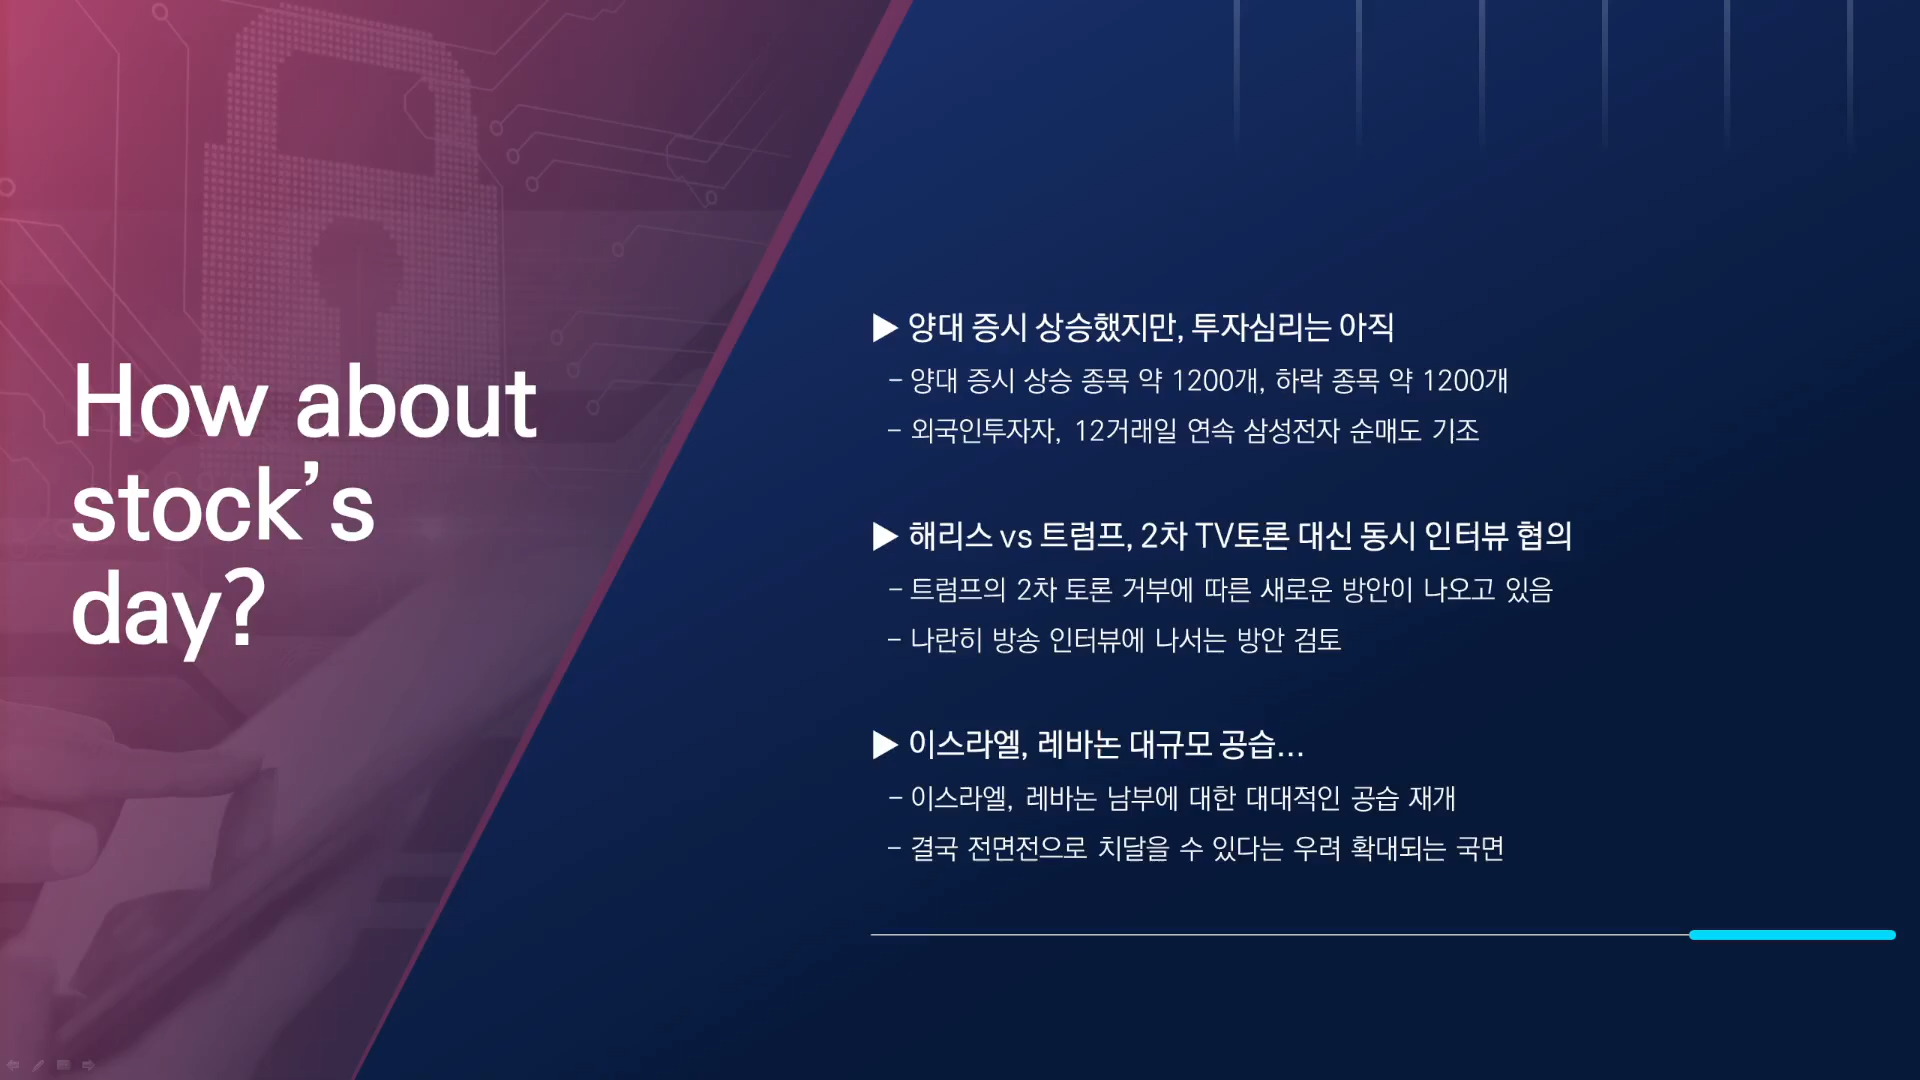 How about
stock’s
day?
▶ 양대 증시 상승했지만, 투자심리는 아직
– 양대 증시 상승 종목 약 1200개, 하락 종목 약 1200개
– 외국인투자자, 12거래일 연속 삼성전자 순매도 기조
▶ 해리스 vs 트럼프, 2차 TV토론 대신 동시 인터뷰 협의
– 트럼프의 2차 토론 거부에 따른 새로운 방안이 나오고 있음
– 나란히 방송 인터뷰에 나서는 방안 검토
▶ 이스라엘, 레바논 대규모 공습…
– 이스라엘, 레바논 남부에 대한 대대적인 공습 재개
– 결국 전면전으로 치달을 수 있다는 우려 확대되는 국면